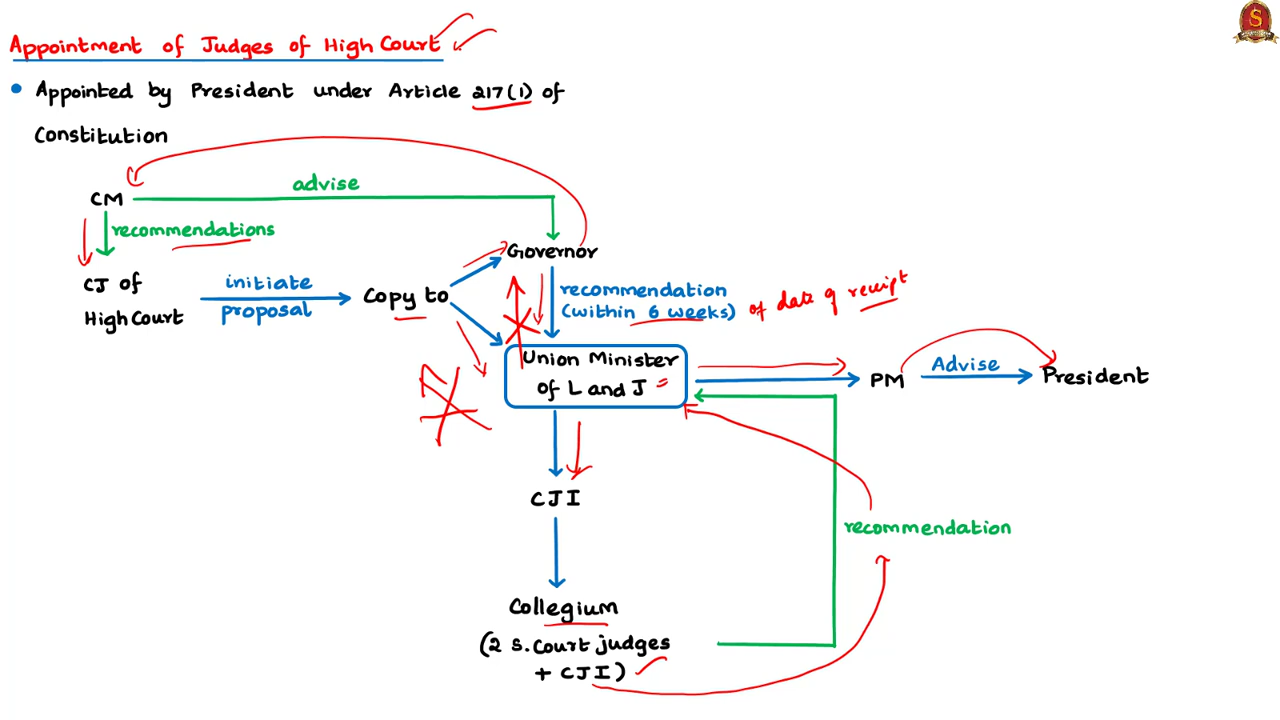 Appointment of Judges of High Court
• Appointed by President under Article 217(1) of
Constitution
CM
advise
recommendations
Governor
CJ of
High Court
initiate
proposal
Copy to
recommendation
(within 6 weeks)
of date of receipt
Union Minister
of L and J
PM
Advise
President
CJI
recommendation
Collegium
(2 S. Court judges
+ CJI)
S